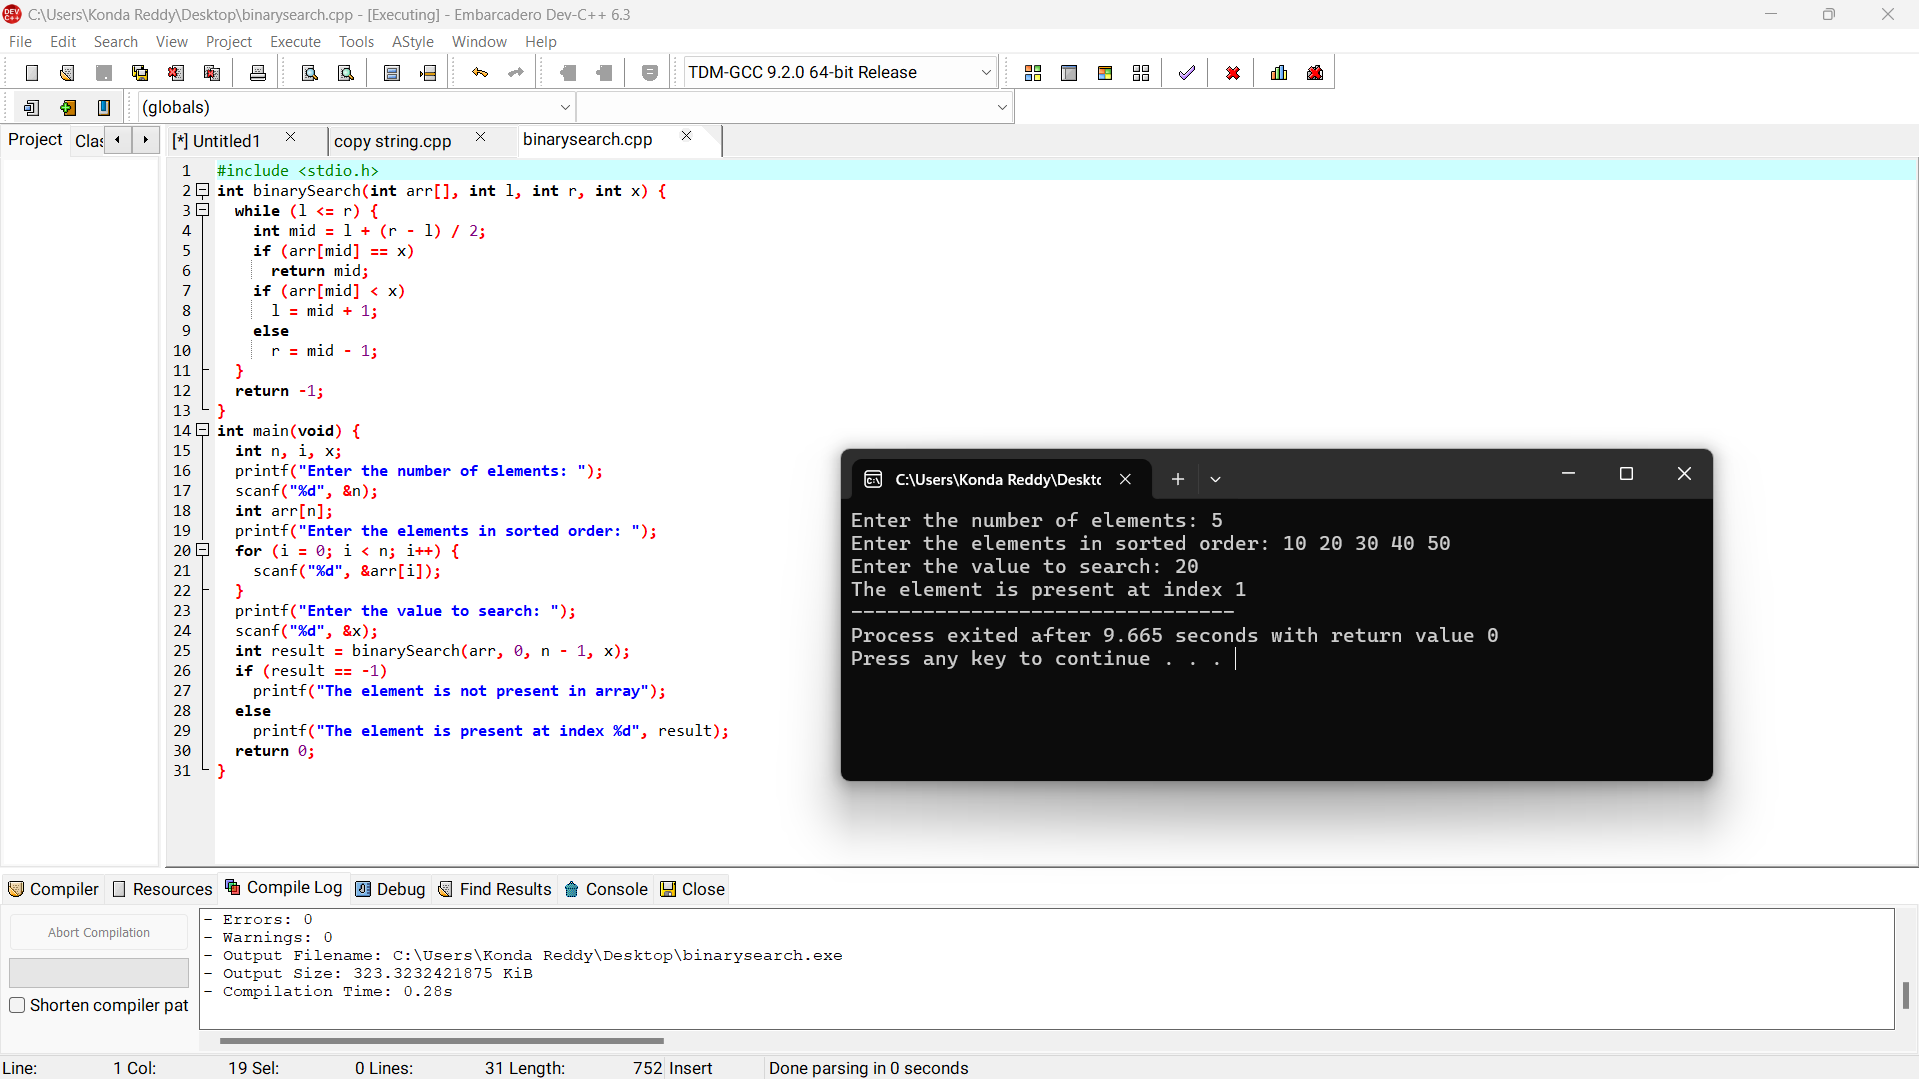 C:\Users\Konda Reddy\Desktop\binarysearch.cpp - [Executing] - Embarcadero Dev-C++ 6.3
File Edit Search View Project Execute Tools AStyle Window Help
TDM-GCC 9.2.0 64-bit Release
(globals)
Project Clas [*] Untitled1 copy string.cpp binarysearch.cpp
1 #include <stdio.h>
2 int binarySearch(int arr[], int l, int r, int x) {
3 while (l <= r) {
4 int mid = l + (r - l) / 2;
5 if (arr[mid] == x)
6 return mid;
7 if (arr[mid] < x)
8 l = mid + 1;
9 else
10 r = mid - 1;
11 }
12 return -1;
13 }
14 int main(void) {
15 int n, i, x;
16 printf("Enter the number of elements: ");
17 scanf("%d", &n);
18 int arr[n];
19 printf("Enter the elements in sorted order: ");
20 for (i = 0; i < n; i++) {
21 scanf("%d", &arr[i]);
22 }
23 printf("Enter the value to search: ");
24 scanf("%d", &x);
25 int result = binarySearch(arr, 0, n - 1, x);
26 if (result == -1)
27 printf("The element is not present in array");
28 else
29 printf("The element is present at index %d", result);
30 return 0;
31 }
C:\Users\Konda Reddy\Deskto
Enter the number of elements: 5
Enter the elements in sorted order: 10 20 30 40 50
Enter the value to search: 20
The element is present at index 1
--------------------------------
Process exited after 9.665 seconds with return value 0
Press any key to continue . . .
Compiler Resources Compile Log Debug Find Results Console Close
Abort Compilation
Shorten compiler pat
- Errors: 0
- Warnings: 0
- Output Filename: C:\Users\Konda Reddy\Desktop\binarysearch.exe
- Output Size: 323.3232421875 KiB
- Compilation Time: 0.28s
Line: 1 Col: 19 Sel: 0 Lines: 31 Length: 752 Insert Done parsing in 0 seconds